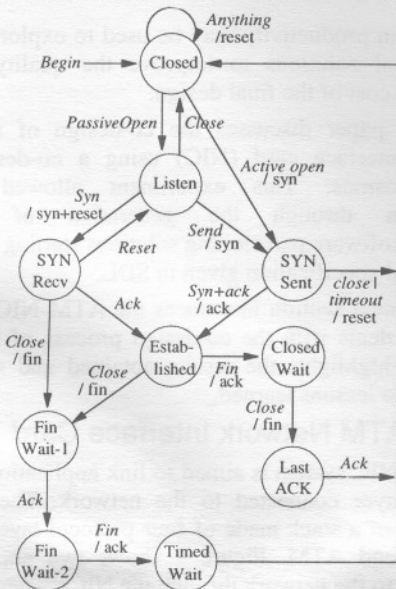 Anything
/reset
Begin
Closed
PassiveOpen
Close
Listen
Active open
/ syn
Syn
/ syn+reset
Reset
Send
/ syn
SYN
Recv
SYN
Sent
close |
timeout
/ reset
Ack
Syn+ack
/ ack
Close
/ fin
Estab-
lished
Close
/ fin
Fin
/ ack
Closed
Wait
Fin
Wait-1
Close
/ fin
Last
ACK
Ack
Ack
Fin
Wait-2
Fin
/ ack
Timed
Wait